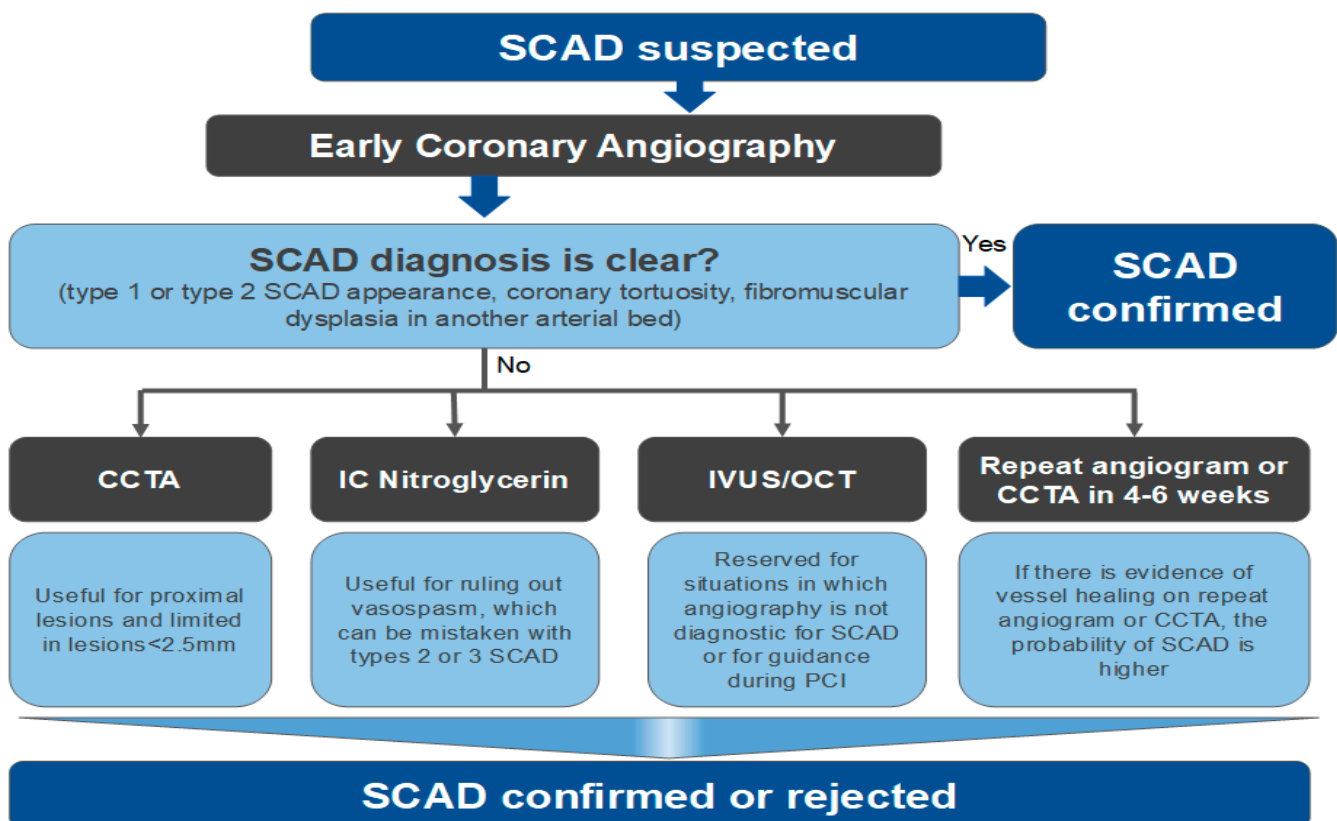 SCAD suspected
Early Coronary Angiography
SCAD diagnosis is clear?
(type 1 or type 2 SCAD appearance, coronary tortuosity, fibromuscular
dysplasia in another arterial bed)
Yes
SCAD
confirmed
No
CCTA
IC Nitroglycerin
IVUS/OCT
Repeat angiogram or
CCTA in 4-6 weeks
Useful for proximal
lesions and limited
in lesions<2.5mm
Useful for ruling out
vasospasm, which
can be mistaken with
types 2 or 3 SCAD
Reserved for
situations in which
angiography is not
diagnostic for SCAD
or for guidance
during PCI
If there is evidence of
vessel healing on repeat
angiogram or CCTA, the
probability of SCAD is
higher
SCAD confirmed or rejected